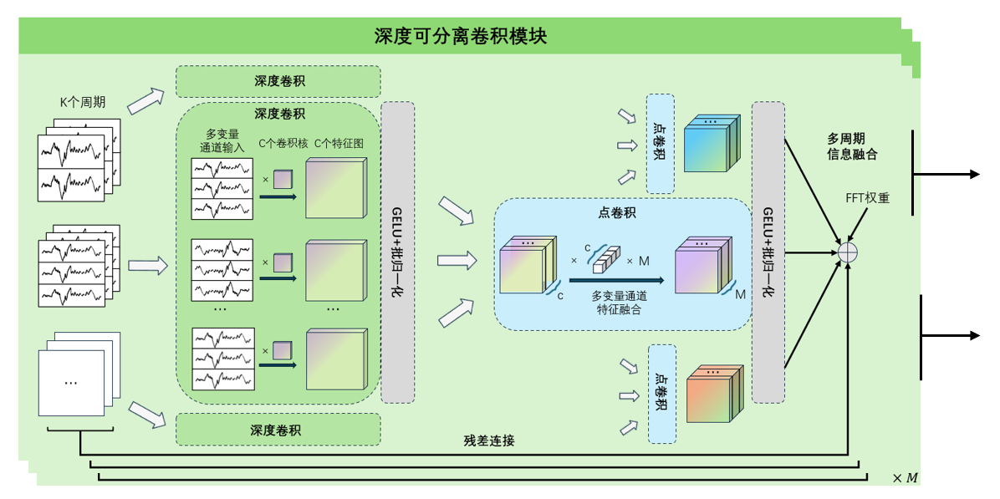 深度可分离卷积模块
K个周期
...
深度卷积
深度卷积
多变量
通道输入
C个卷积核
C个特征图
×
×
...
...
×
深度卷积
GELU+批归一化
点卷积
...
点卷积
...
×
c
× M
c
多变量通道
特征融合
...
M
点卷积
...
GELU+批归一化
多周期
信息融合
FFT权重
残差连接
× M